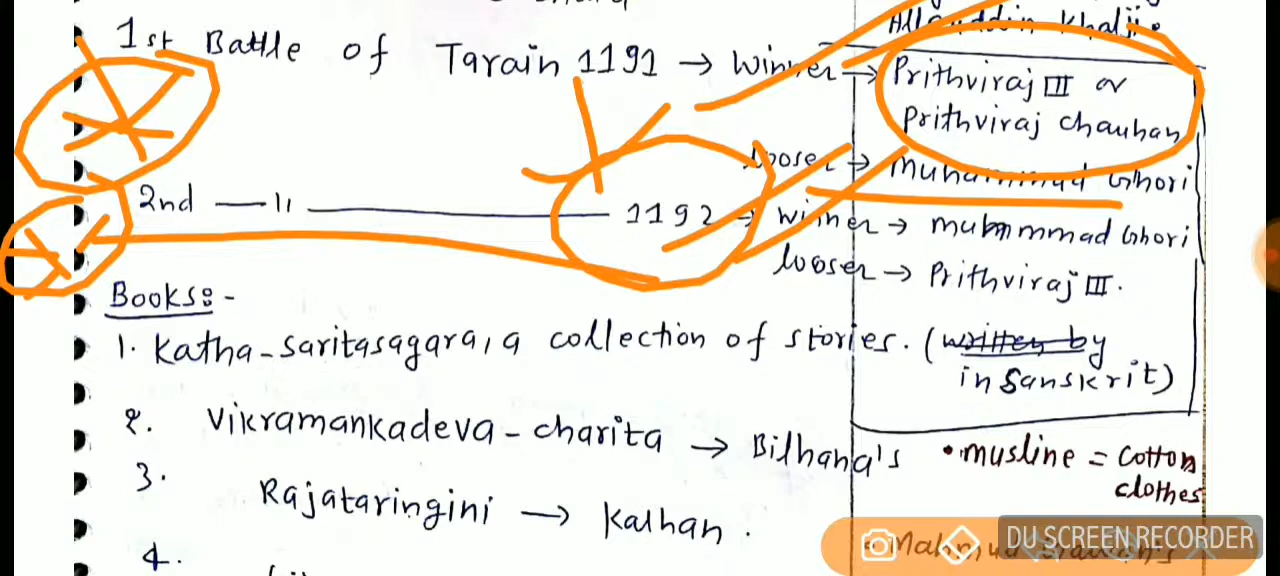 Allauddin Khalji.
1st Battle of Tarain 1191 → winner → Prithviraj III or
Prithviraj Chauhan
looser → Muhammad Ghori
2nd —— 11 —————— 1192 → winner → muhammad Ghori
looser → Prithviraj III.
Books:-
1. Katha-saritasagara, a collection of stories. (written by
in Sanskrit)
2. Vikramankadeva-charita → Bilhana's
• musline = cotton
clothes
3. Rajataringini → Kalhan.
4.
DU SCREEN RECORDER